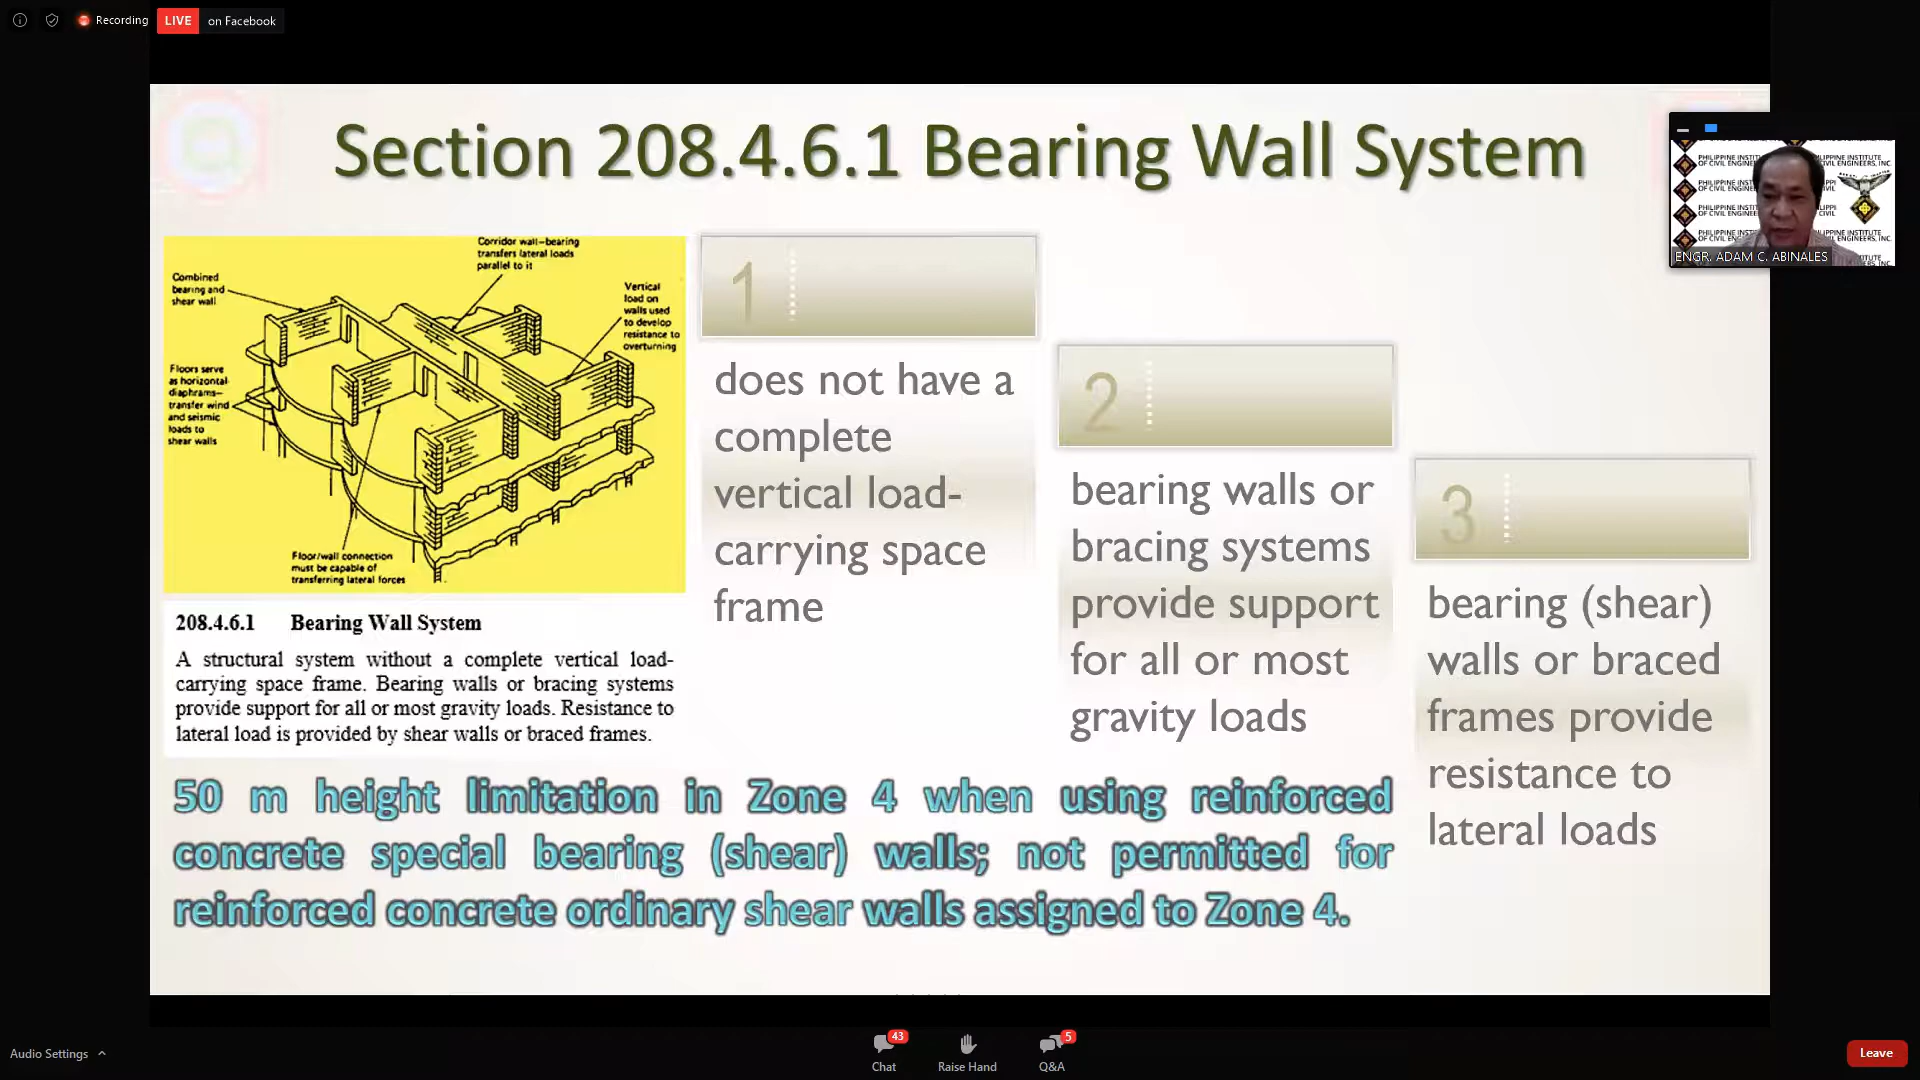 Recording
LIVE on Facebook
Section 208.4.6.1 Bearing Wall System
PHILIPPINE INSTITUTE
OF CIVIL ENGINEERS, INC.
ENGR. ADAM C. ABINALES
Corridor wall–bearing
transfers lateral loads
parallel to it
Combined
bearing and
shear wall
Vertical
load on
walls used
to develop
resistance to
overturning
Floors serve
as horizontal
diaphrams–
transfer wind
and seismic
loads to
shear walls
Floor/wall connection
must be capable of
transferring lateral forces
208.4.6.1 Bearing Wall System
A structural system without a complete vertical load-
carrying space frame. Bearing walls or bracing systems
provide support for all or most gravity loads. Resistance to
lateral load is provided by shear walls or braced frames.
1
does not have a
complete
vertical load-
carrying space
frame
2
bearing walls or
bracing systems
provide support
for all or most
gravity loads
3
bearing (shear)
walls or braced
frames provide
resistance to
lateral loads
50 m height limitation in Zone 4 when using reinforced
concrete special bearing (shear) walls; not permitted for
reinforced concrete ordinary shear walls assigned to Zone 4.
Audio Settings
43
Chat
Raise Hand
5
Q&A
Leave